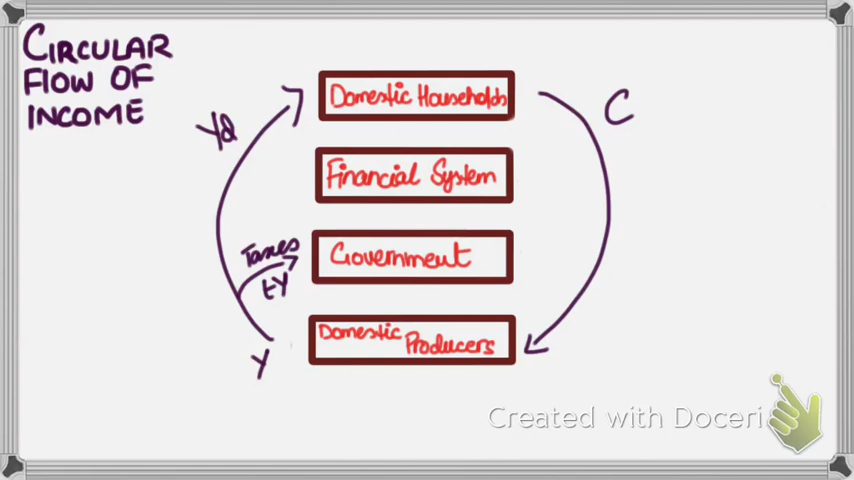 CIRCULAR
FLOW OF
INCOME
Domestic Households
C
Yd
Financial System
Taxes
Government
tY
Domestic Producers
Y
Created with Doceri